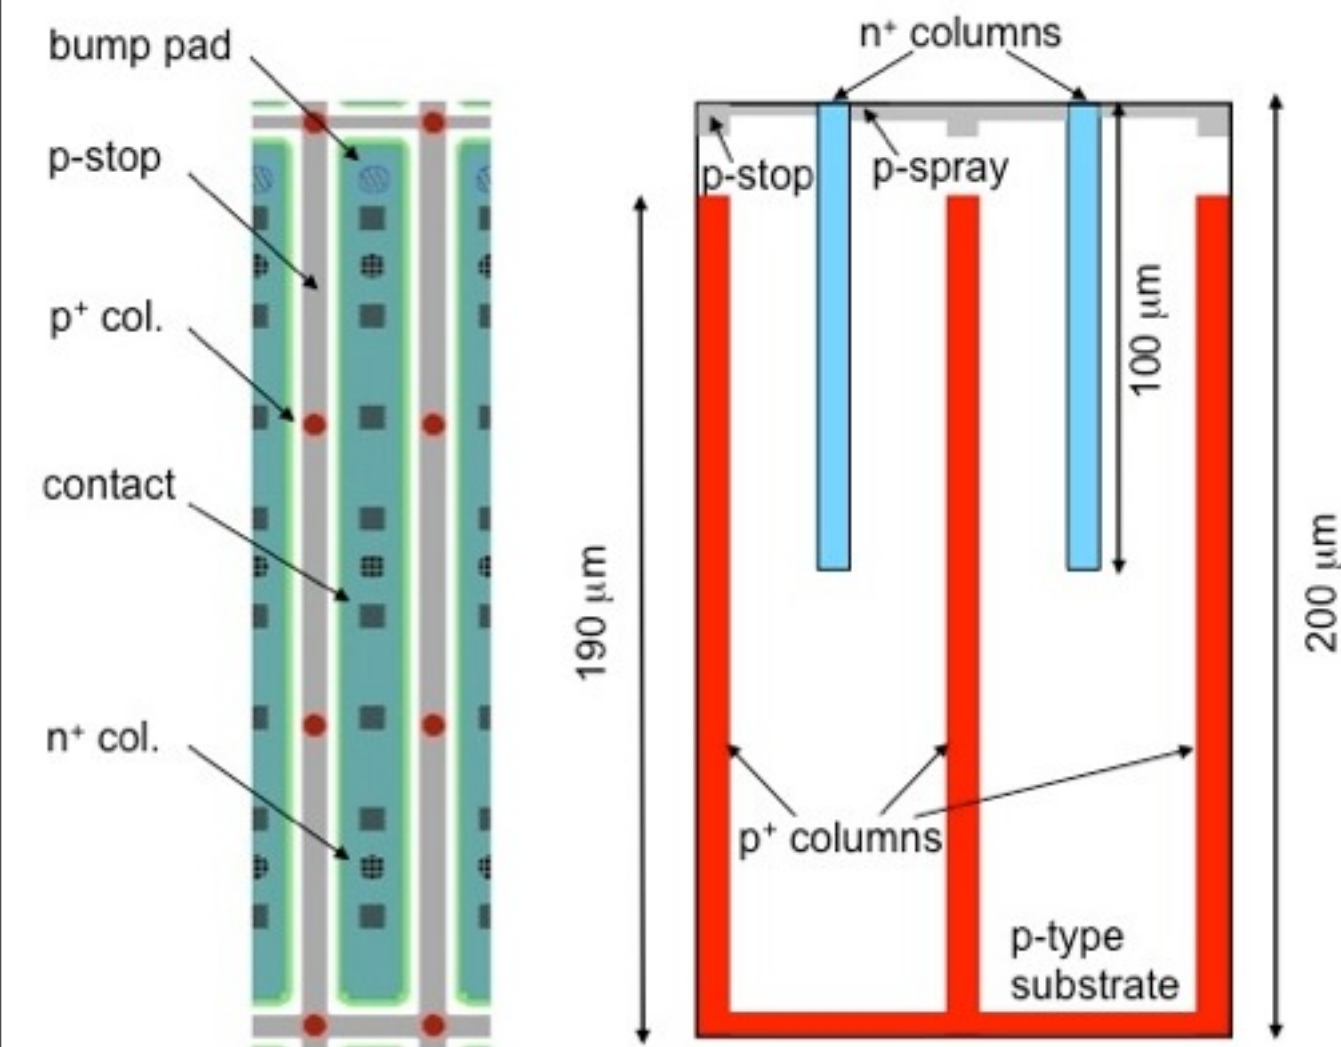 bump pad
p-stop
p⁺ col.
contact
n⁺ col.
n⁺ columns
p-stop
p-spray
100 μm
190 μm
200 μm
p⁺ columns
p-type
substrate